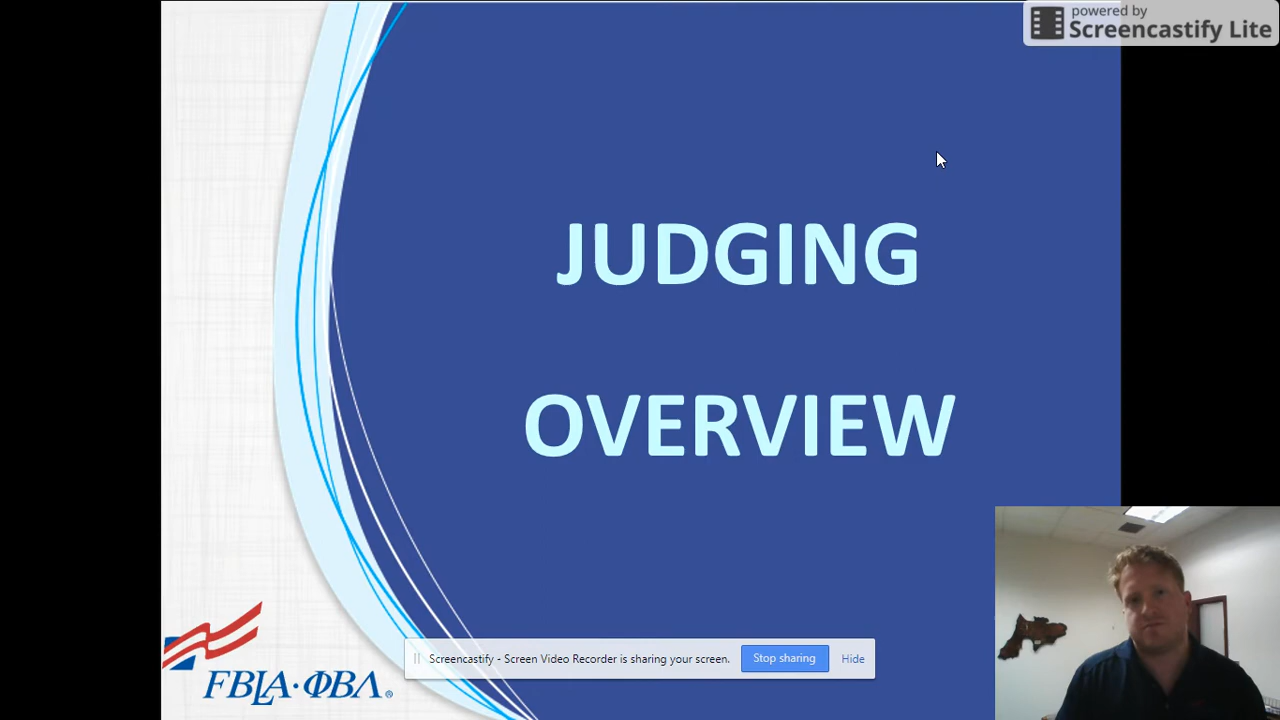 powered by
Screencastify Lite
JUDGING
OVERVIEW
Screencastify - Screen Video Recorder is sharing your screen.
Stop sharing
Hide
FBLA·ΦΒΛ®